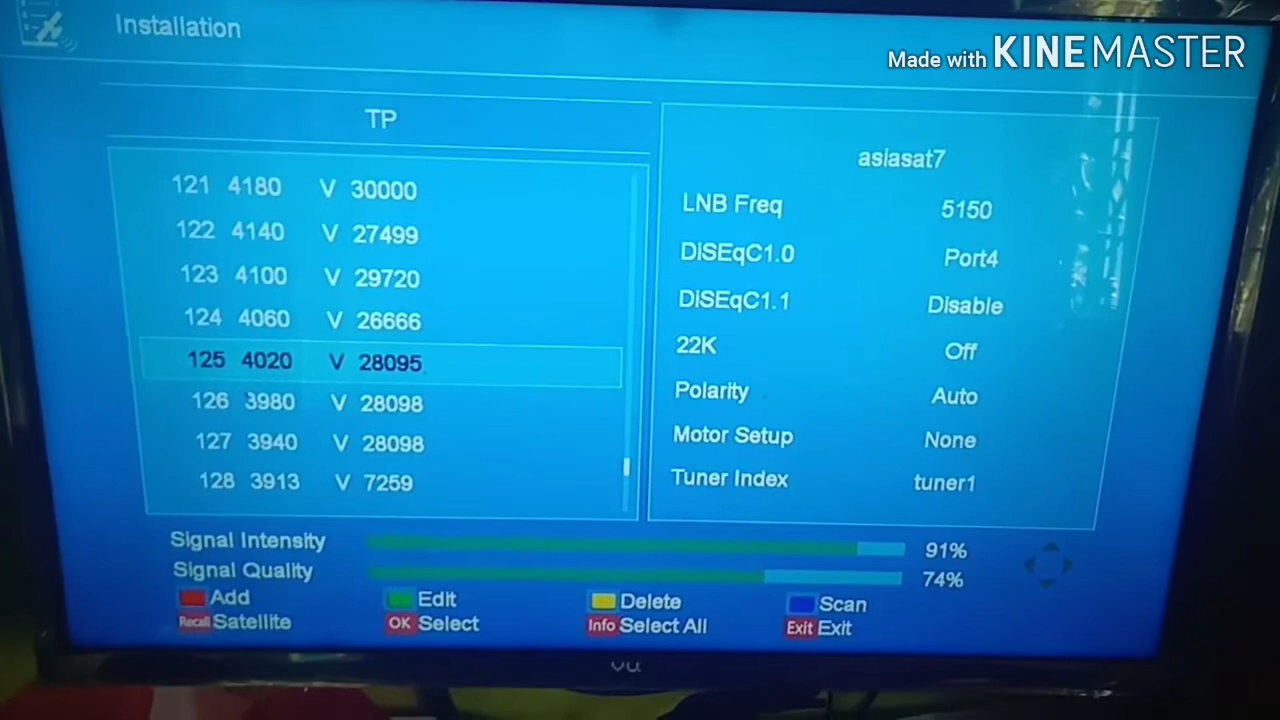 Installation
Made with KINEMASTER
TP
121 4180 V 30000
122 4140 V 27499
123 4100 V 29720
124 4060 V 26666
125 4020 V 28095
126 3980 V 28098
127 3940 V 28098
128 3913 V 7259
asiasat7
LNB Freq 5150
DiSEqC1.0 Port4
DiSEqC1.1 Disable
22K Off
Polarity Auto
Motor Setup None
Tuner Index tuner1
Signal Intensity 91%
Signal Quality 74%
Add Edit Delete Scan
Recall Satellite OK Select Info Select All Exit Exit
VU